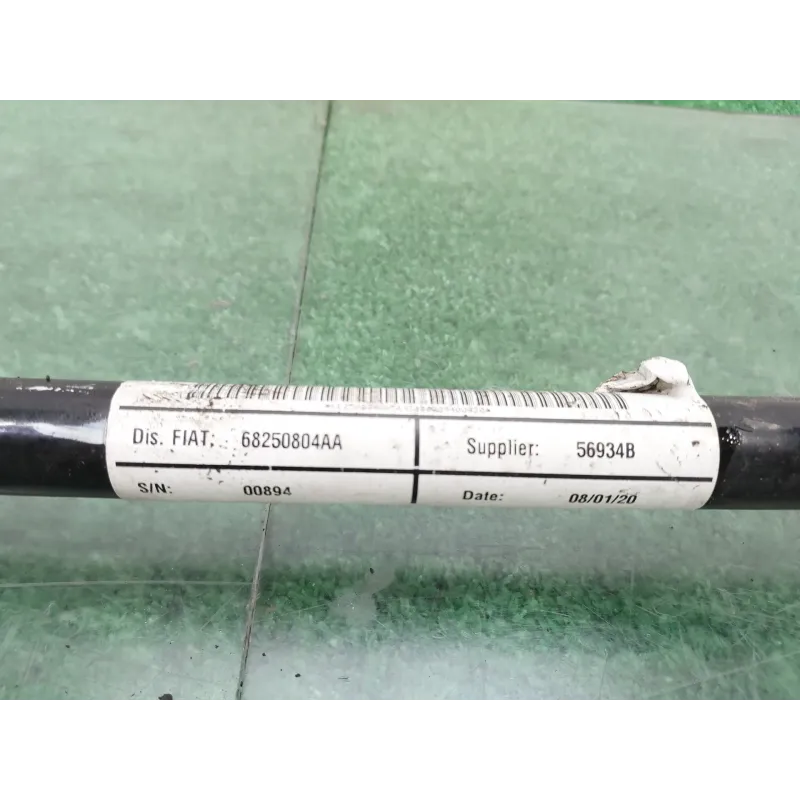 Dis. FIAT: 68250804AA Supplier: 56934B
S/N: 00894 Date: 08/01/20